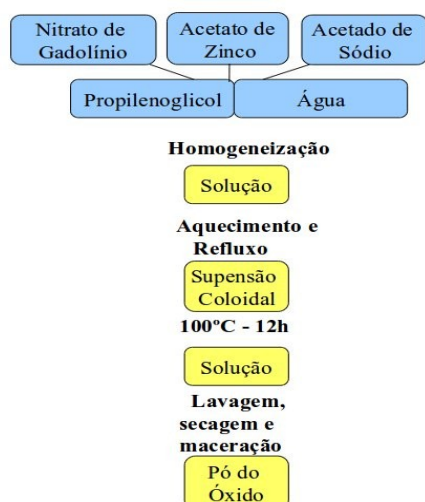 Nitrato de
Gadolínio
Acetato de
Zinco
Acetado de
Sódio
Propilenoglicol
Água
Homogeneização
Solução
Aquecimento e
Refluxo
Supensão
Coloidal
100ºC - 12h
Solução
Lavagem,
secagem e
maceração
Pó do
Óxido